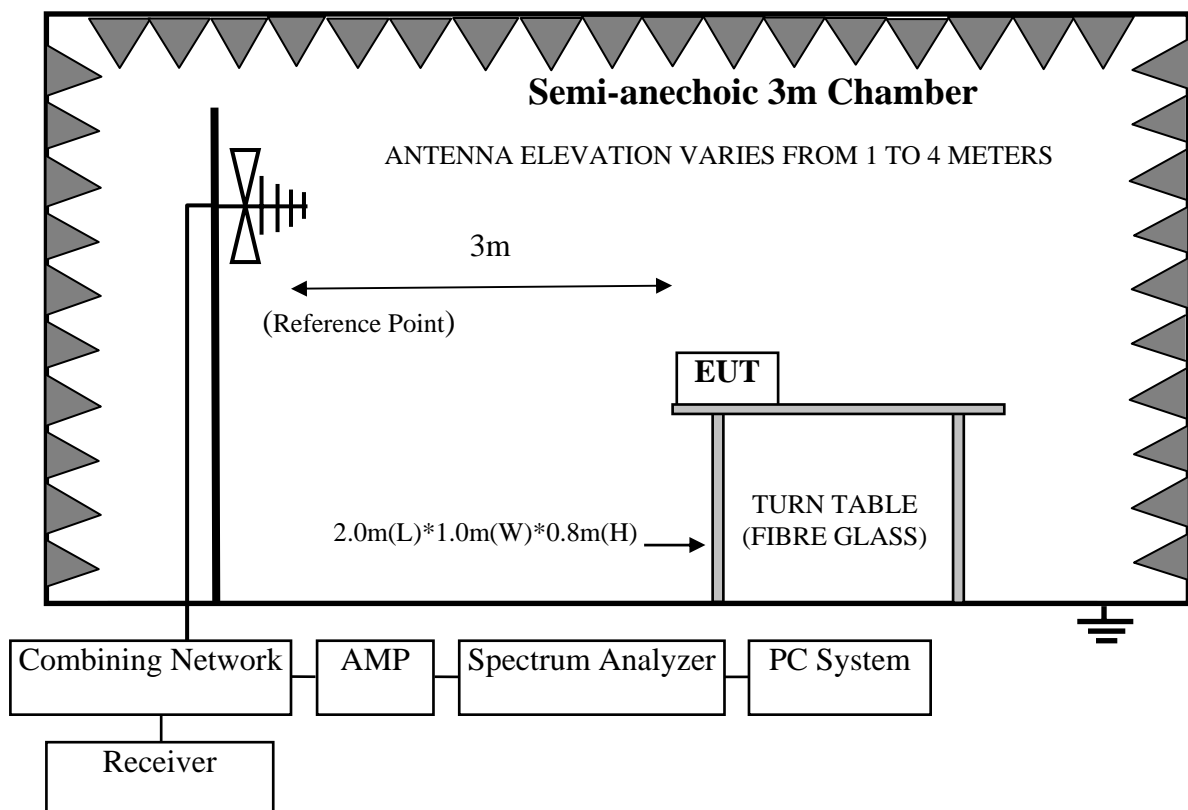 Semi-anechoic 3m Chamber
ANTENNA ELEVATION VARIES FROM 1 TO 4 METERS
3m
(Reference Point)
EUT
TURN TABLE
(FIBRE GLASS)
2.0m(L)*1.0m(W)*0.8m(H)
Combining Network
AMP
Spectrum Analyzer
PC System
Receiver